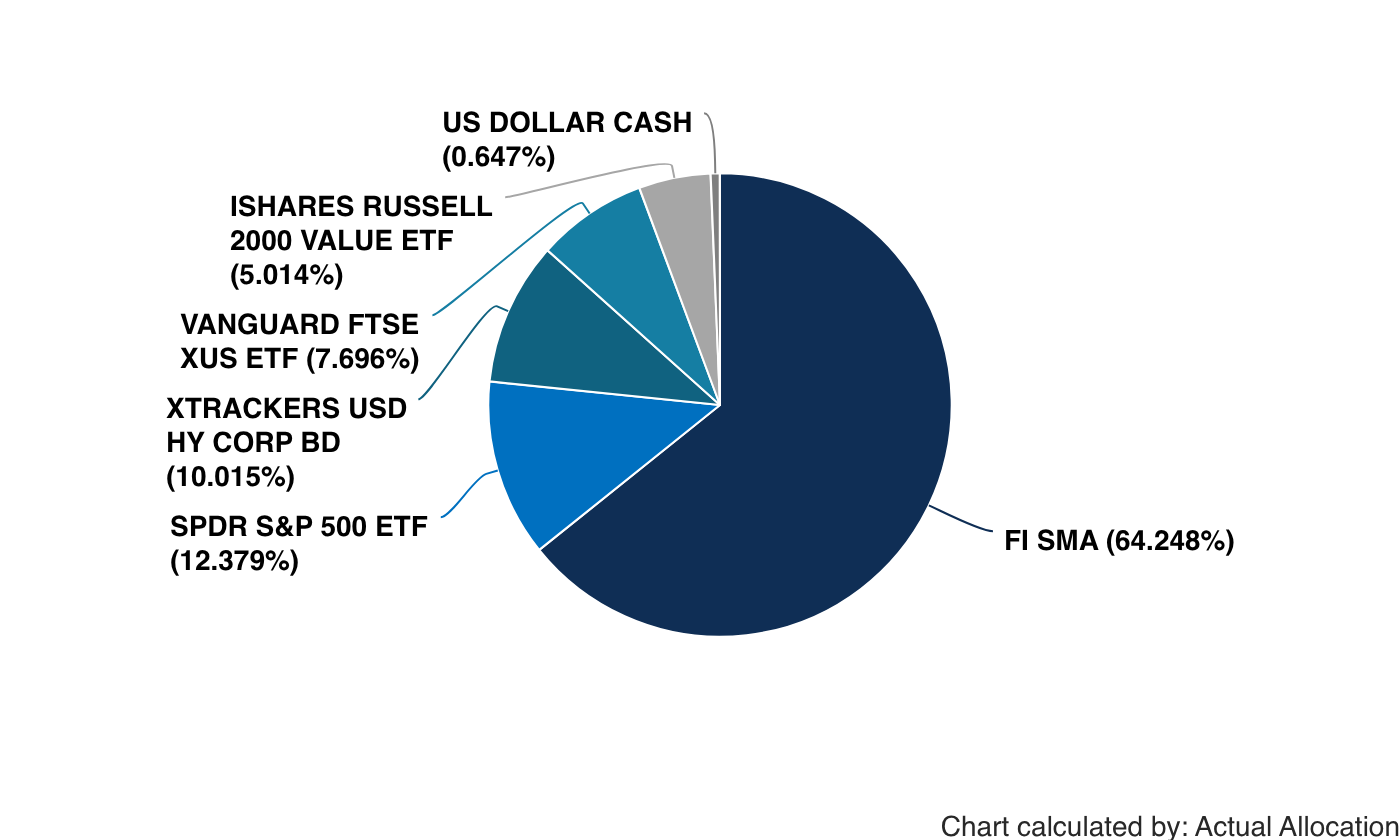 US DOLLAR CASH
(0.647%)
ISHARES RUSSELL
2000 VALUE ETF
(5.014%)
VANGUARD FTSE
XUS ETF (7.696%)
XTRACKERS USD
HY CORP BD
(10.015%)
SPDR S&P 500 ETF
(12.379%)
FI SMA (64.248%)
Chart calculated by: Actual Allocation